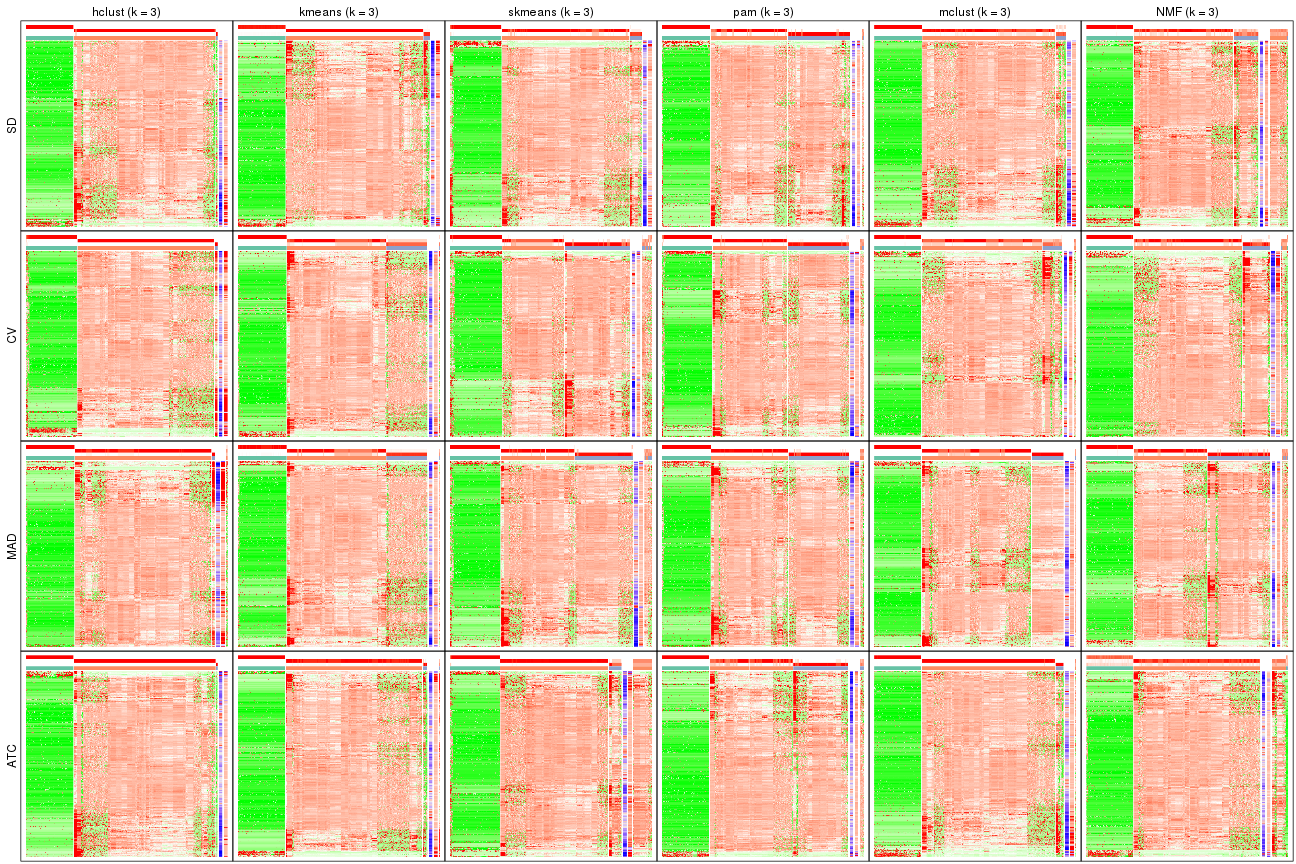 hclust (k = 3)
kmeans (k = 3)
skmeans (k = 3)
pam (k = 3)
mclust (k = 3)
NMF (k = 3)
SD
CV
MAD
ATC